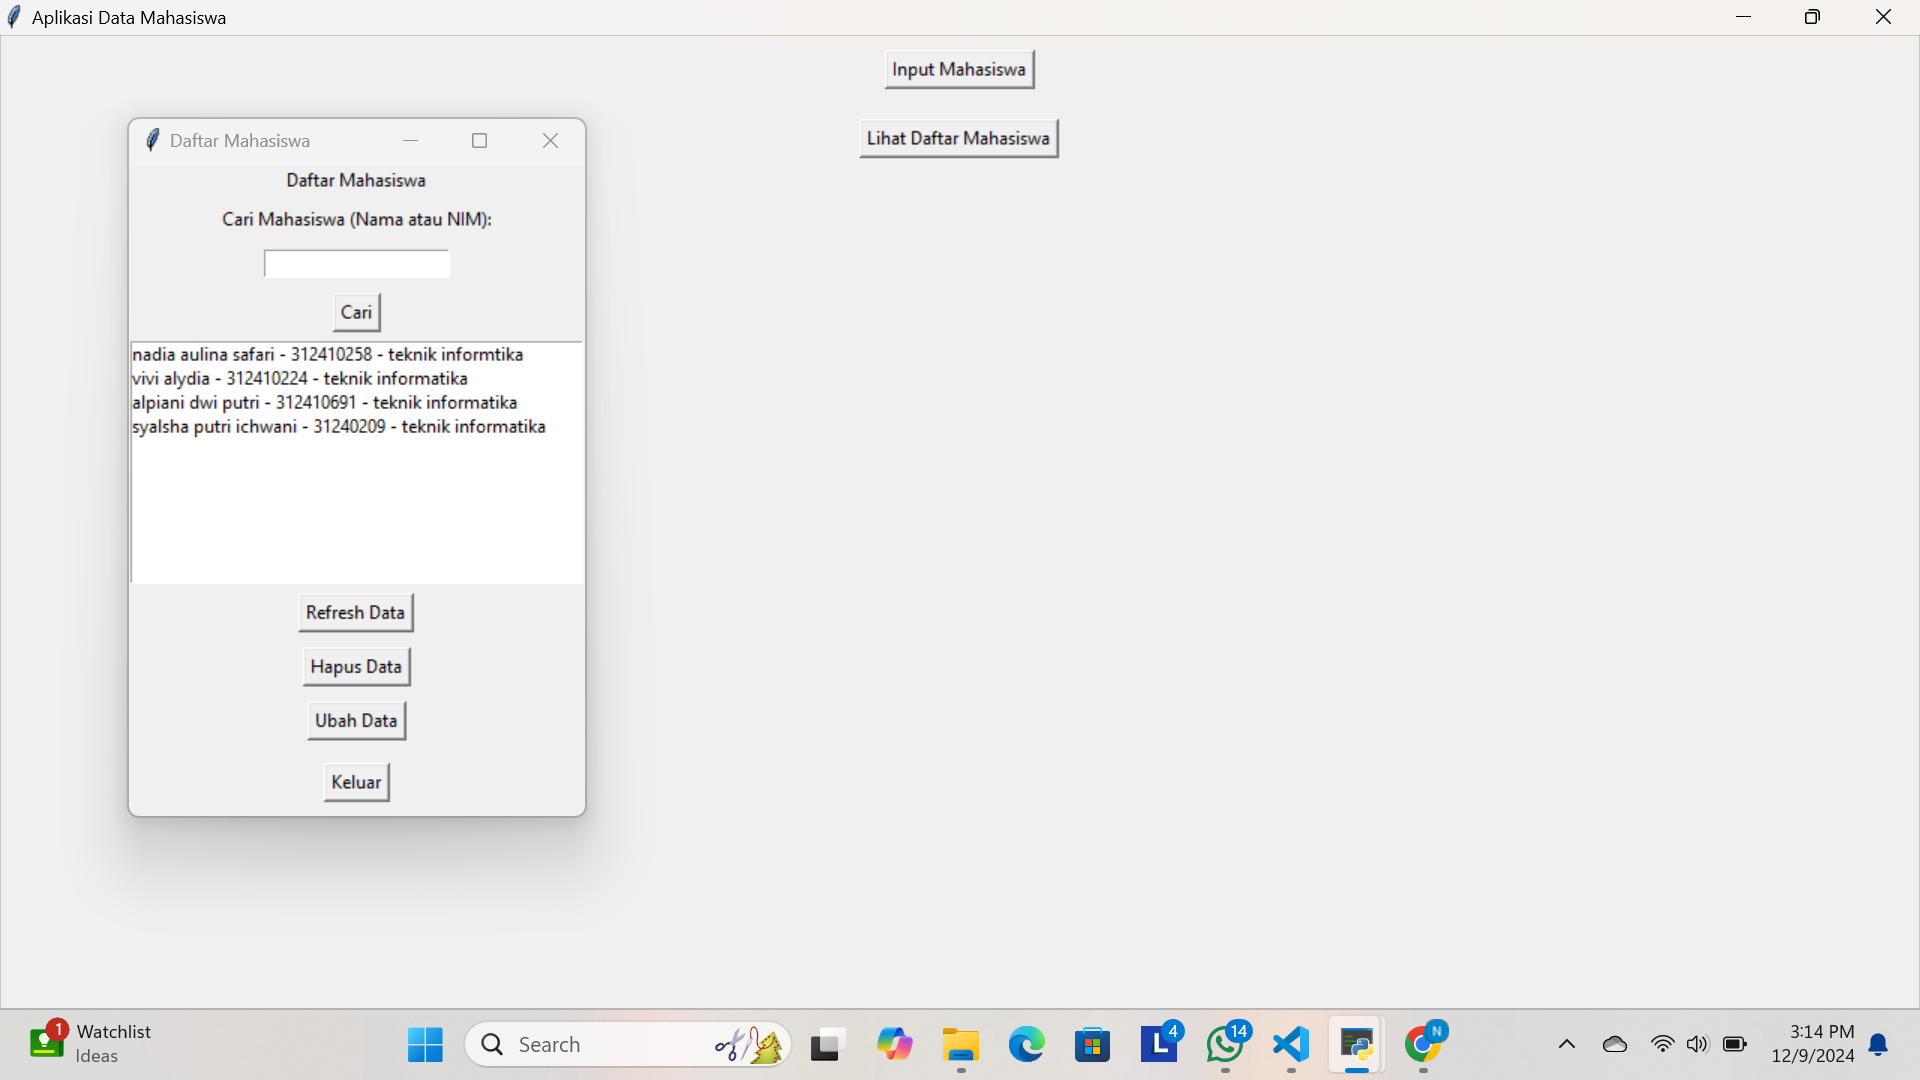 Aplikasi Data Mahasiswa
Input Mahasiswa
Lihat Daftar Mahasiswa
Daftar Mahasiswa
Daftar Mahasiswa
Cari Mahasiswa (Nama atau NIM):
Cari
nadia aulina safari - 312410258 - teknik informtika
vivi alydia - 312410224 - teknik informatika
alpiani dwi putri - 312410691 - teknik informatika
syalsha putri ichwani - 31240209 - teknik informatika
Refresh Data
Hapus Data
Ubah Data
Keluar
1
Watchlist
Ideas
Search
L
4
14
N
3:14 PM
12/9/2024